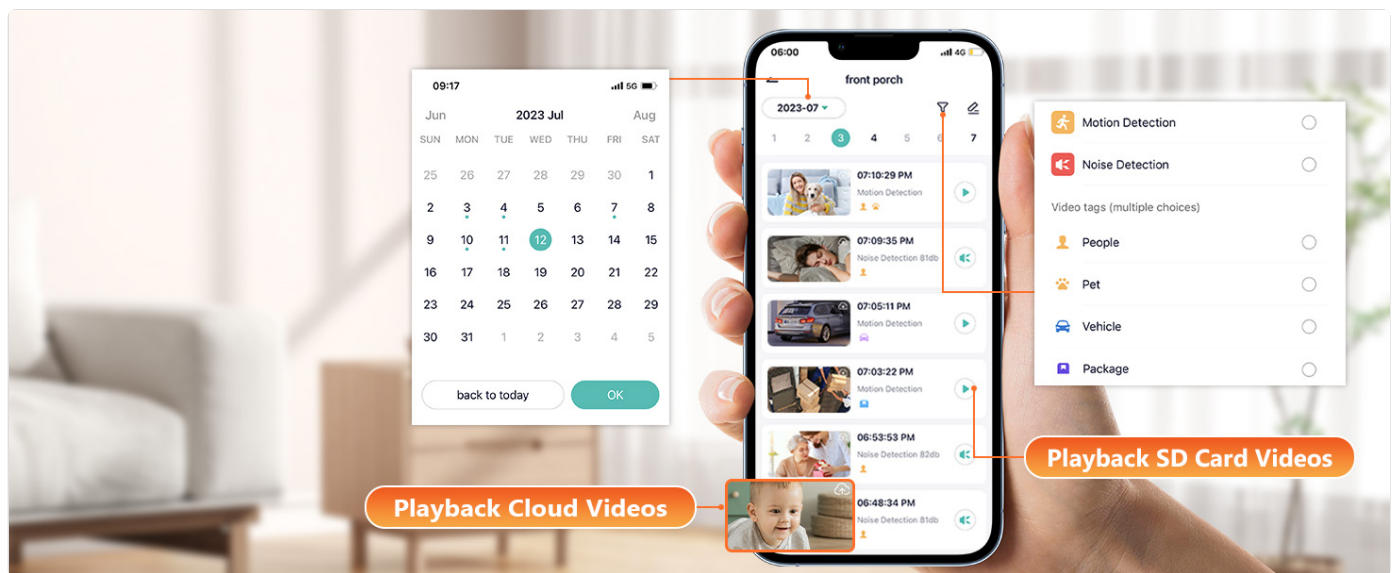 09:17
5G
Jun 2023 Jul Aug
SUN MON TUE WED THU FRI SAT
25 26 27 28 29 30 1
2 3 4 5 6 7 8
9 10 11 12 13 14 15
16 17 18 19 20 21 22
23 24 25 26 27 28 29
30 31 1 2 3 4 5
back to today OK
06:00
4G
front porch
2023-07
1 2 3 4 5 6 7
07:10:29 PM
Motion Detection
07:09:35 PM
Noise Detection 81db
07:05:11 PM
Motion Detection
07:03:22 PM
Motion Detection
06:53:53 PM
Noise Detection 82db
06:48:34 PM
Noise Detection 81db
Motion Detection
Noise Detection
Video tags (multiple choices)
People
Pet
Vehicle
Package
Playback SD Card Videos
Playback Cloud Videos